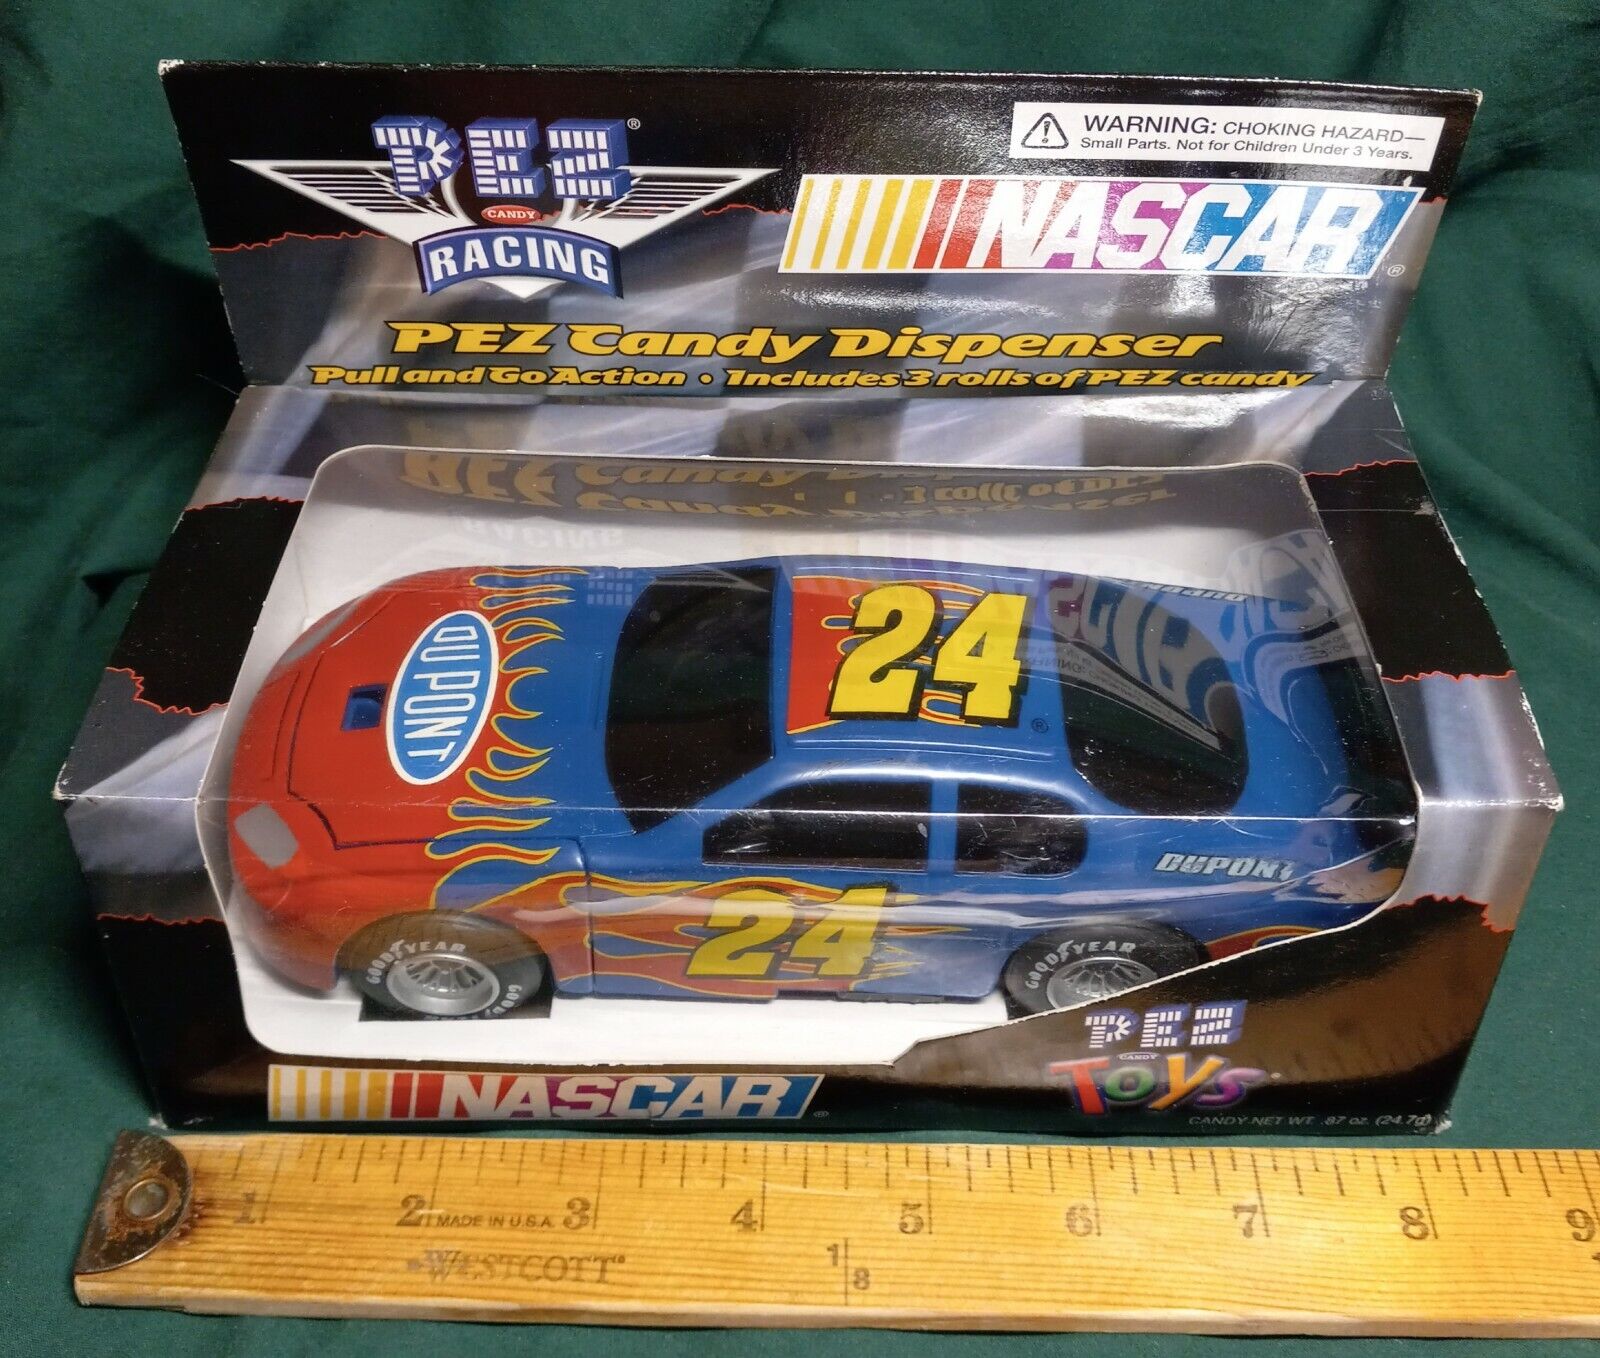 PEZ®
CANDY
RACING
WARNING: CHOKING HAZARD—
Small Parts. Not for Children Under 3 Years.
NASCAR®
PEZ Candy Dispenser
Pull and Go Action • Includes 3 rolls of PEZ candy
DUPONT
24
®
DUPONT
24
GOODYEAR
GOODYEAR
PEZ
CANDY
TOYS
NASCAR®
CANDY NET WT .87 oz. (24.7g)
1 2 3 4 5 6 7 8 9
MADE IN U.S.A.
WESTCOTT®
1/8